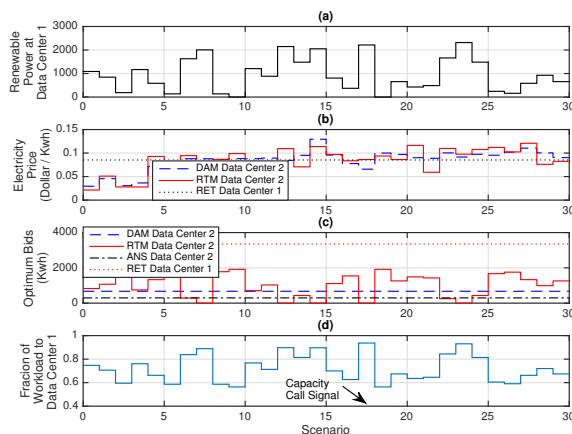 (a)
Renewable
Power at
Data Center 1
3000
2000
1000
0
0 5 10 15 20 25 30
(b)
Electricity
Price
(Dollar / Kwh)
0.15
0.1
0.05
0
DAM Data Center 2
RTM Data Center 2
RET Data Center 1
0 5 10 15 20 25 30
(c)
Optimum Bids
(Kwh)
4000
2000
0
DAM Data Center 2
RTM Data Center 2
ANS Data Center 2
RET Data Center 1
0 5 10 15 20 25 30
(d)
Fracion of
Workload to
Data Center 1
1
0.8
0.6
0.4
Capacity
Call Signal
0 5 10 15 20 25 30
Scenario